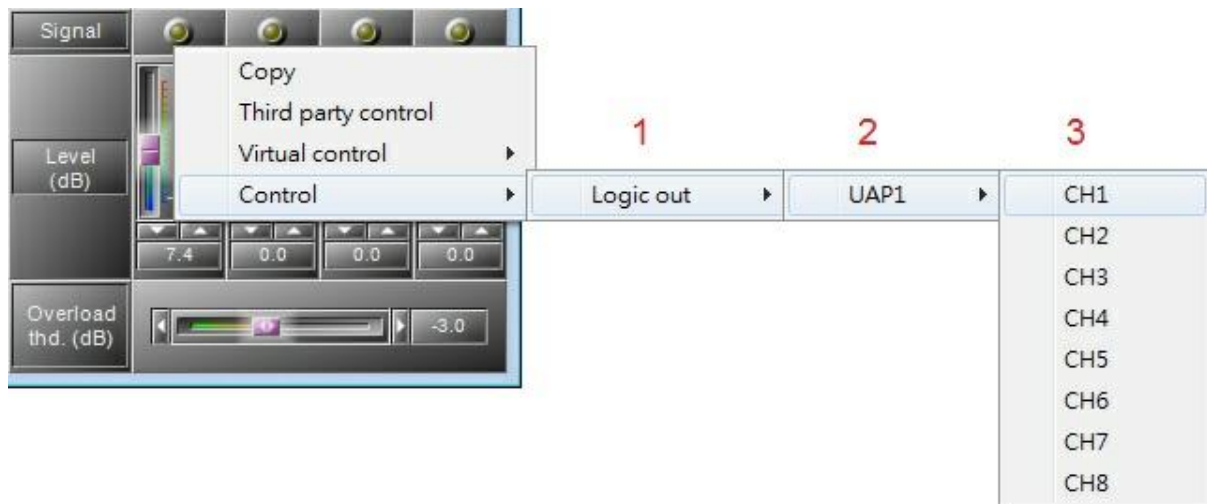 Signal
Copy
Third party control
Virtual control
Control
1
2
3
Logic out
UAP1
CH1
CH2
CH3
CH4
CH5
CH6
CH7
CH8
Level
(dB)
7.4 0.0 0.0 0.0
Overload
thd. (dB)
-3.0